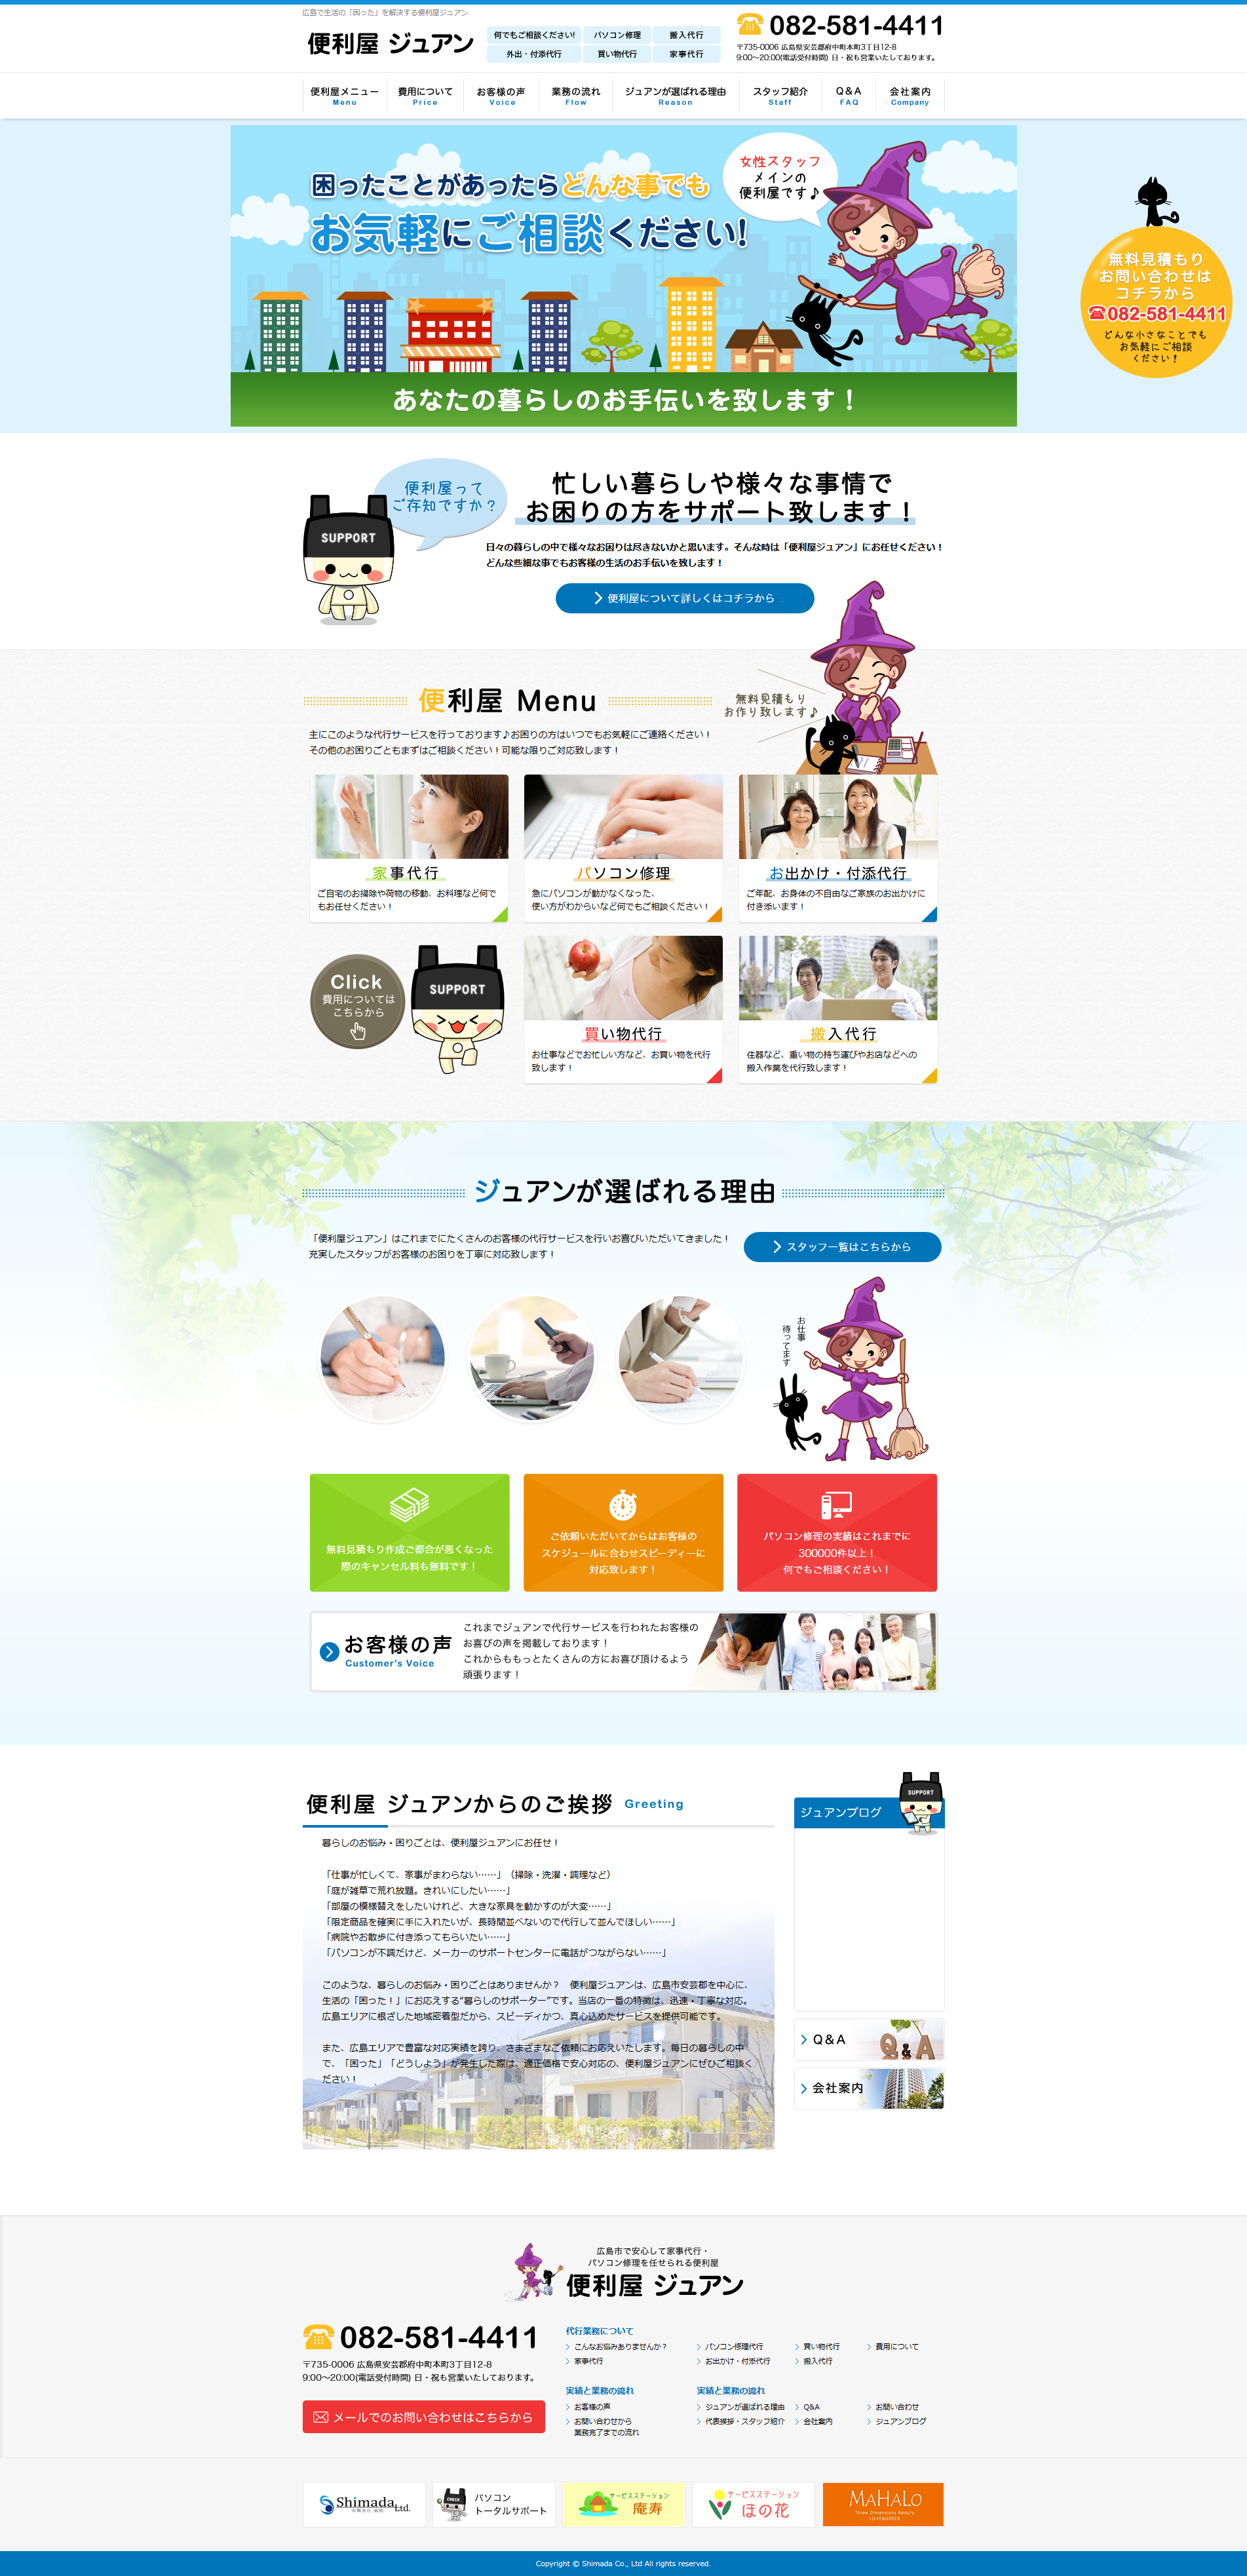 広島で生活の「困った」を解決する便利屋ジュアン
便利屋 ジュアン
何でもご相談ください!
パソコン修理
搬入代行
外出・付添代行
買い物代行
家事代行
082-581-4411
〒735-0006 広島県安芸郡府中町本町3丁目12-8
9:00～20:00(電話受付時間) 日・祝も営業いたしております。
便利屋メニュー
Menu
費用について
Price
お客様の声
Voice
業務の流れ
Flow
ジュアンが選ばれる理由
Reason
スタッフ紹介
Staff
Q&A
FAQ
会社案内
Company
困ったことがあったらどんな事でも
お気軽にご相談ください!
女性スタッフ
メインの
便利屋です♪
あなたの暮らしのお手伝いを致します！
無料見積もり
お問い合わせは
コチラから
082-581-4411
どんな小さなことでも
お気軽にご相談
ください！
便利屋って
ご存知ですか？
SUPPORT
忙しい暮らしや様々な事情で
お困りの方をサポート致します！
日々の暮らしの中で様々なお困りは尽きないかと思います。そんな時は「便利屋ジュアン」にお任せください！
どんな些細な事でもお客様の生活のお手伝いを致します！
便利屋について詳しくはコチラから
便利屋 Menu
無料見積もり
お作り致します♪
主にこのような代行サービスを行っております♪お困りの方はいつでもお気軽にご連絡ください！
その他のお困りごともまずはご相談ください！可能な限りご対応致します！
家事代行
ご自宅のお掃除や荷物の移動、お料理など何で
もお任せください！
パソコン修理
急にパソコンが動かなくなった、
使い方がわからいなど何でもご相談ください！
お出かけ・付添代行
ご年配、お身体の不自由なご家族のお出かけに
付き添います！
Click
費用については
こちらから
SUPPORT
買い物代行
お仕事などでお忙しい方など、お買い物を代行
致します！
搬入代行
住器など、重い物の持ち運びやお店などへの
搬入作業を代行致します！
ジュアンが選ばれる理由
「便利屋ジュアン」はこれまでにたくさんのお客様の代行サービスを行いお喜びいただいてきました！
充実したスタッフがお客様のお困りを丁寧に対応致します！
スタッフ一覧はこちらから
お仕事
待ってます
無料見積もり作成ご都合が悪くなった
際のキャンセル料も無料です！
ご依頼いただいてからはお客様の
スケジュールに合わせスピーディーに
対応致します！
パソコン修理の実績はこれまでに
300000件以上！
何でもご相談ください！
お客様の声
Customer's Voice
これまでジュアンで代行サービスを行われたお客様の
お喜びの声を掲載しております！
これからももっとたくさんの方にお喜び頂けるよう
頑張ります！
便利屋 ジュアンからのご挨拶 Greeting
暮らしのお悩み・困りごとは、便利屋ジュアンにお任せ！
「仕事が忙しくて、家事がまわらない……」（掃除・洗濯・調理など）
「庭が雑草で荒れ放題。きれいにしたい……」
「部屋の模様替えをしたいけれど、大きな家具を動かすのが大変……」
「限定商品を確実に手に入れたいが、長時間並べないので代行して並んでほしい……」
「病院やお散歩に付き添ってもらいたい……」
「パソコンが不調だけど、メーカーのサポートセンターに電話がつながらない……」
このような、暮らしのお悩み・困りごとはありませんか？　便利屋ジュアンは、広島市安芸郡を中心に、
生活の「困った！」にお応えする“暮らしのサポーター”です。当店の一番の特徴は、迅速・丁寧な対応。
広島エリアに根ざした地域密着型だから、スピーディかつ、真心込めたサービスを提供可能です。
また、広島エリアで豊富な対応実績を誇り、さまざまなご依頼にお応えいたします。毎日の暮らしの中
で、「困った」「どうしよう」が発生した際は、適正価格で安心対応の、便利屋ジュアンにぜひご相談く
ださい！
ジュアンブログ
SUPPORT
Q&A
Q & A
会社案内
広島市で安心して家事代行・
パソコン修理を任せられる便利屋
便利屋 ジュアン
082-581-4411
〒735-0006 広島県安芸郡府中町本町3丁目12-8
9:00～20:00(電話受付時間) 日・祝も営業いたしております。
メールでのお問い合わせはこちらから
代行業務について
こんなお悩みありませんか？
パソコン修理代行
買い物代行
費用について
家事代行
お出かけ・付添代行
搬入代行
実績と業務の流れ
実績と業務の流れ
お客様の声
ジュアンが選ばれる理由
Q&A
お問い合わせ
お問い合わせから
業務完了までの流れ
代表挨拶・スタッフ紹介
会社案内
ジュアンブログ
Shimada Ltd.
CHECK
パソコン
トータルサポート
サービスステーション
庵寿
サービスステーション
ほの花
MAHALO
Three Dimensions Beauty
LOVE&GREEN
Copyright © Shimada Co., Ltd All rights reserved.